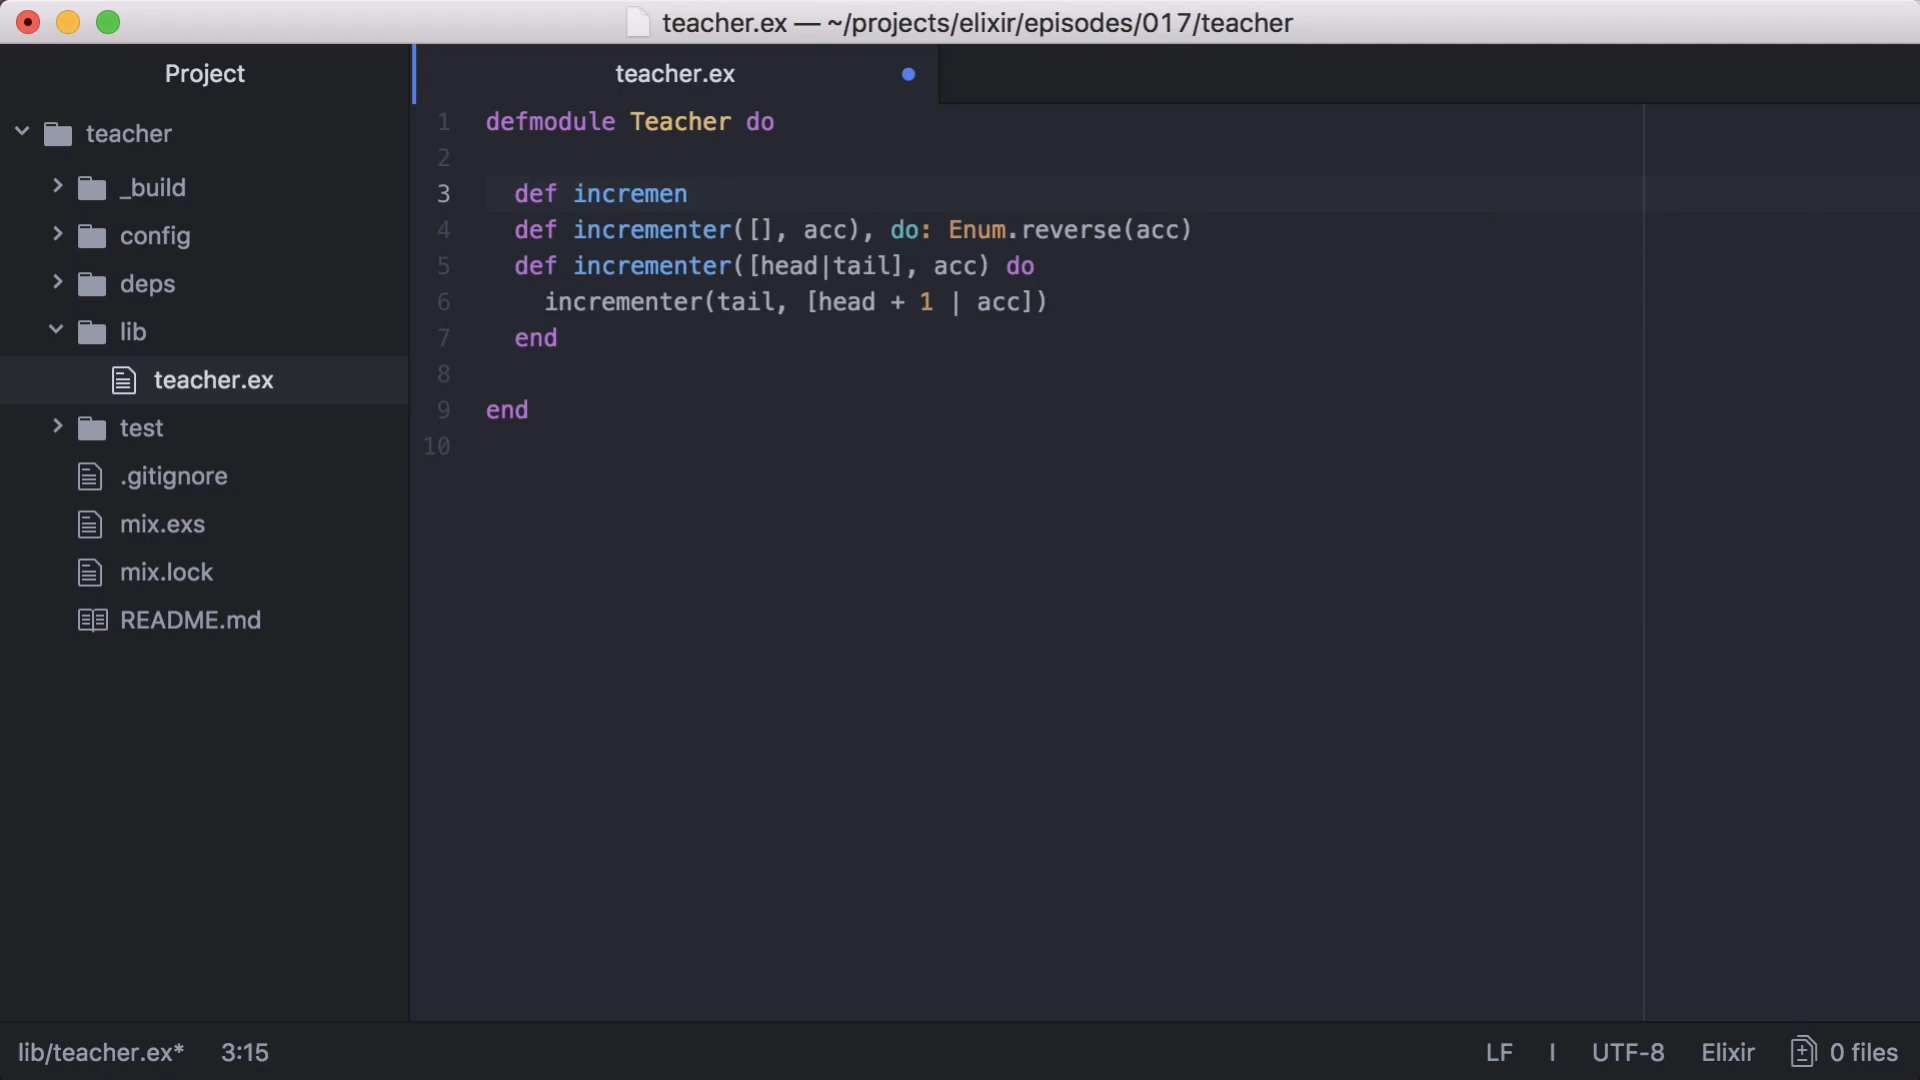 teacher.ex — ~/projects/elixir/episodes/017/teacher
Project
teacher
_build
config
deps
lib
teacher.ex
test
.gitignore
mix.exs
mix.lock
README.md
teacher.ex
1 defmodule Teacher do
2
3 def incremen
4 def incrementer([], acc), do: Enum.reverse(acc)
5 def incrementer([head|tail], acc) do
6 incrementer(tail, [head + 1 | acc])
7 end
8
9 end
10
lib/teacher.ex* 3:15 LF I UTF-8 Elixir 0 files